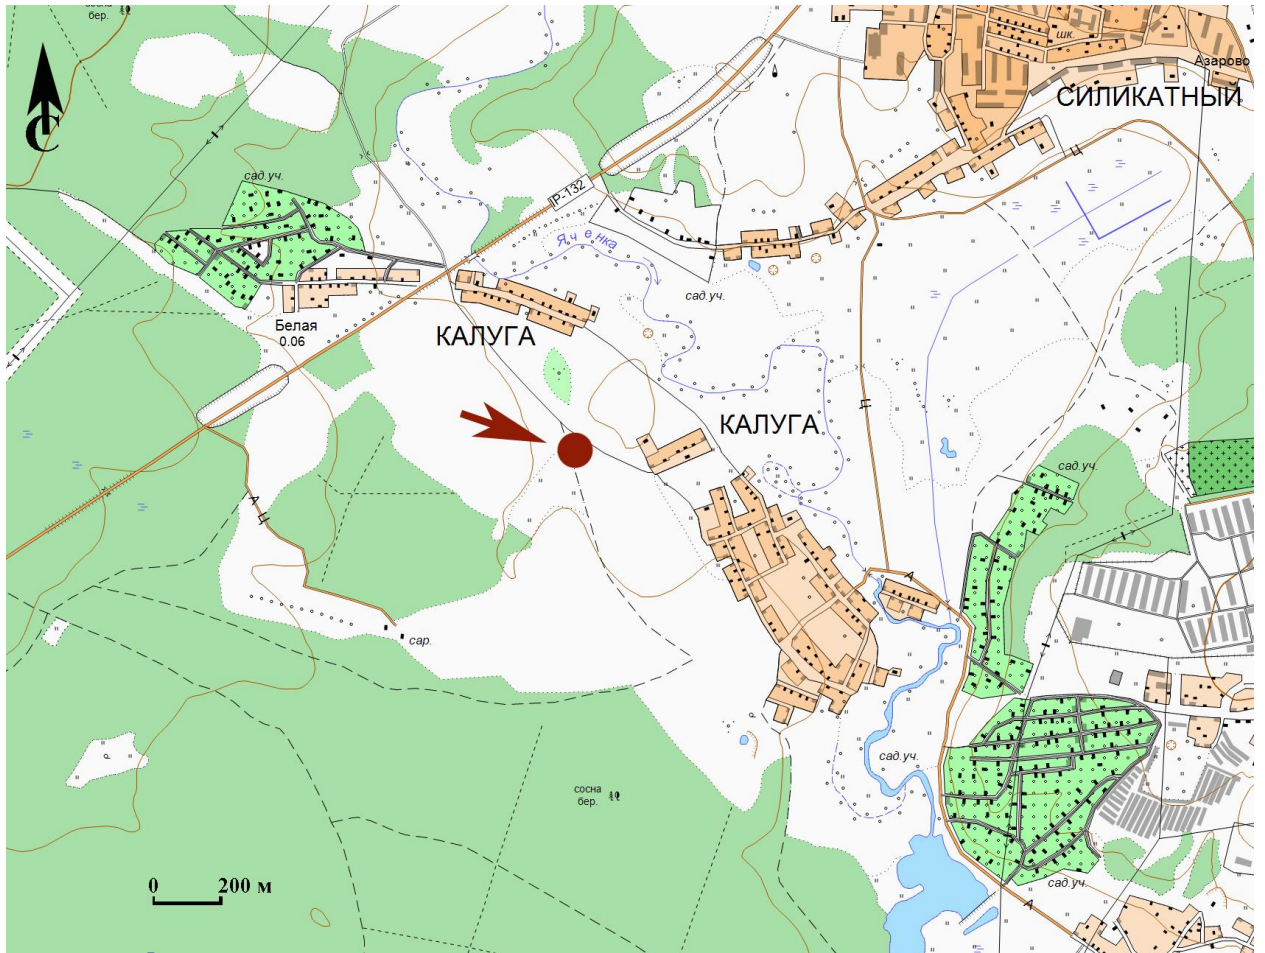 сосна
бер.
шк.
Азарово
СИЛИКАТНЫЙ
С
сад.уч.
Р-132
Ц
Яченка
сад.уч.
Белая
0.06
КАЛУГА
КАЛУГА
Ц
сад.уч.
А
Ц
А
сар.
сад.уч.
сосна
бер.
0 200 м
сад.уч.
А